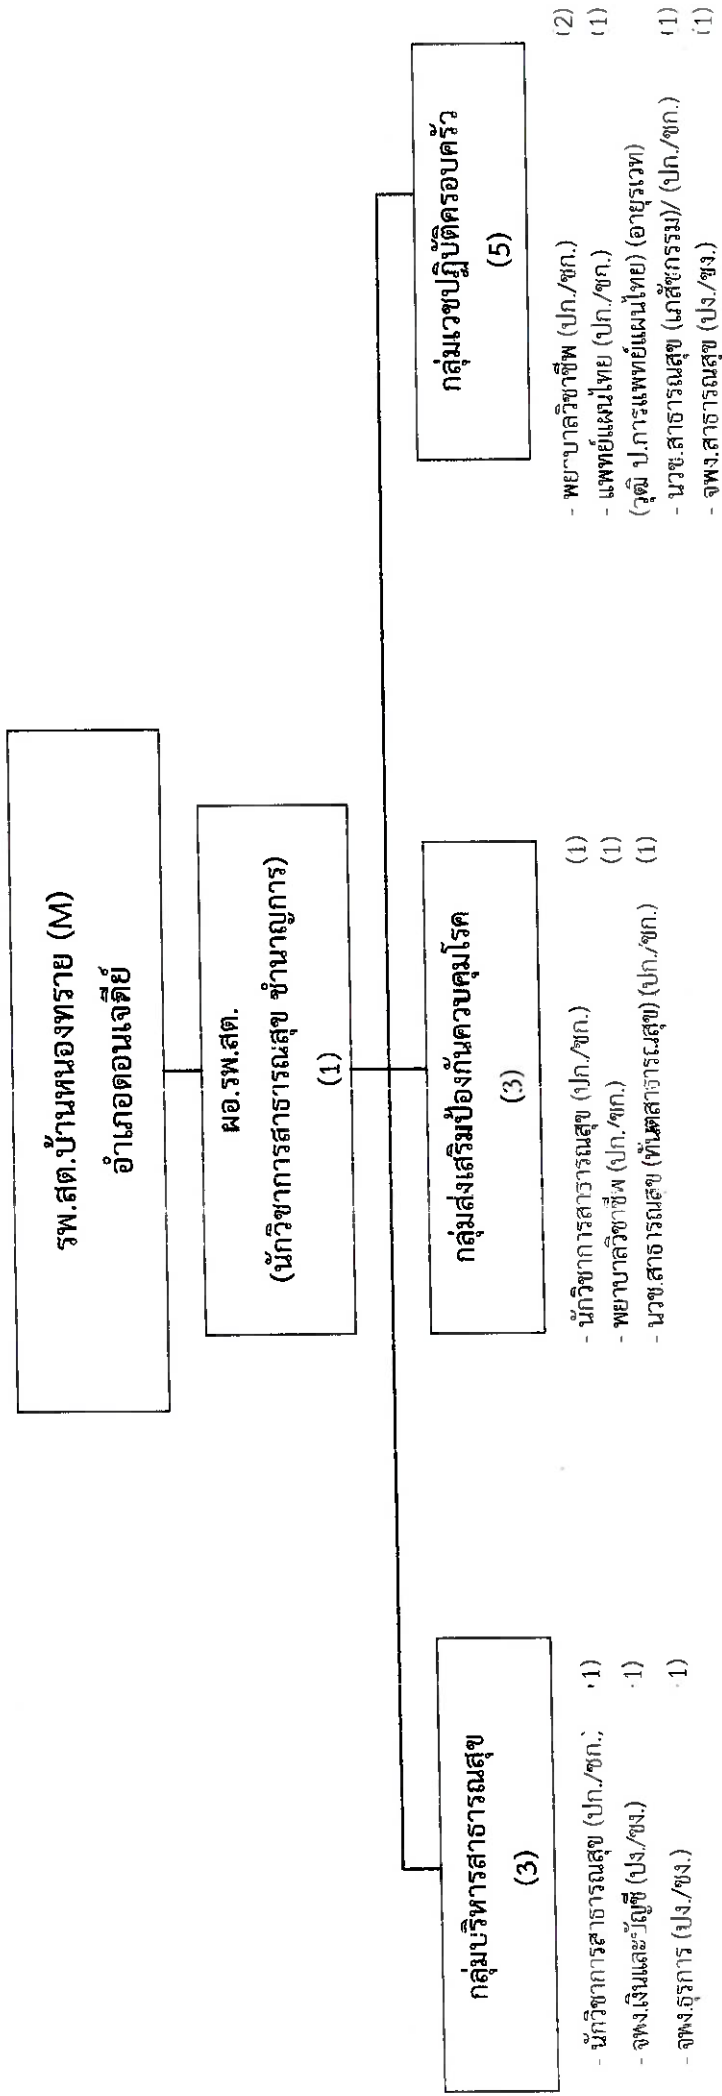 รพ.สต.บ้านหนองทราย (M)
อำเภอดอนเจดีย์
ผอ.รพ.สต.
(นักวิชาการสาธารณสุข ชำนาญการ)
(1)
กลุ่มบริหารสาธารณสุข
(3)
- นักวิชาการสาธารณสุข (ปก./ชก.) (1)
- จพง.เงินและบัญชี (ปง./ชง.) (1)
- จพง.ธุรการ (ปง./ชง.) (1)
กลุ่มส่งเสริมป้องกันควบคุมโรค
(3)
- นักวิชาการสาธารณสุข (ปก./ชก.) (1)
- พยาบาลวิชาชีพ (ปก./ชก.) (1)
- นวช.สาธารณสุข (ทันตสาธารณสุข) (ปก./ชก.) (1)
กลุ่มเวชปฏิบัติครอบครัว
(5)
- พยาบาลวิชาชีพ (ปก./ชก.) (2)
- แพทย์แผนไทย (ปก./ชก.) (1)
(วุฒิ ป.การแพทย์แผนไทย) (อายุรเวท)
- นวช.สาธารณสุข (เภสัชกรรม)/ (ปก./ชก.) (1)
- จพง.สาธารณสุข (ปง./ชง.) (1)